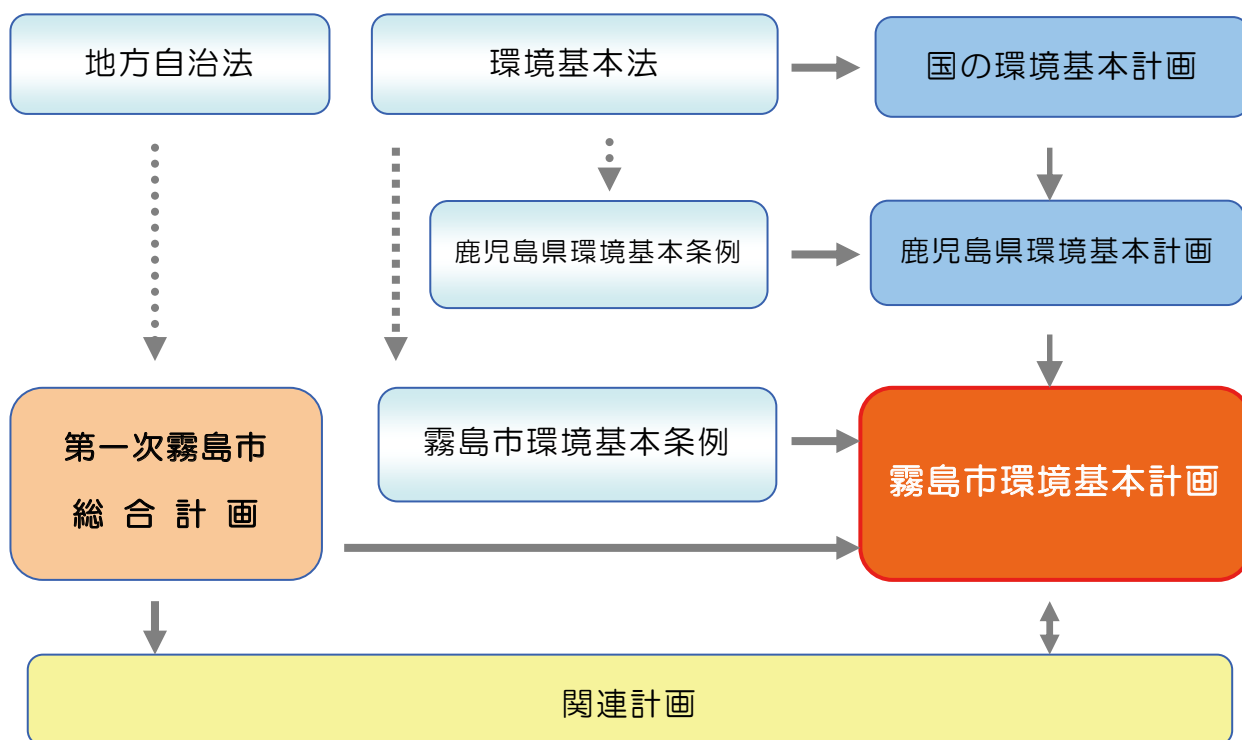 地方自治法
環境基本法
国の環境基本計画
鹿児島県環境基本条例
鹿児島県環境基本計画
第一次霧島市
総合計画
霧島市環境基本条例
霧島市環境基本計画
関連計画